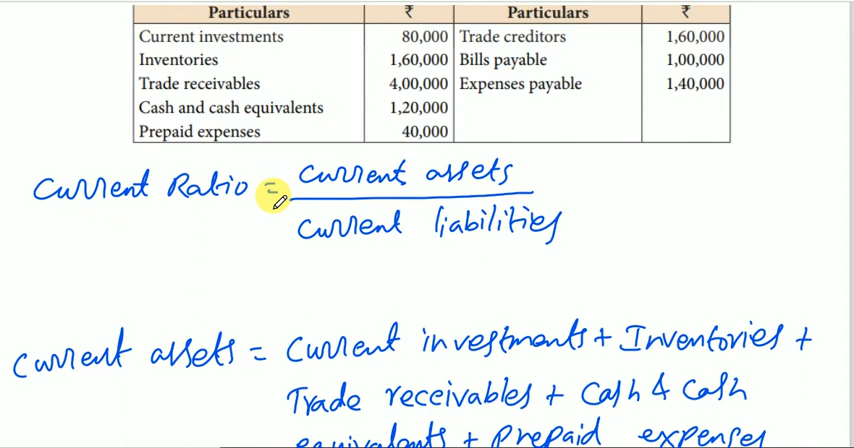 Particulars ₹ Particulars ₹
Current investments 80,000 Trade creditors 1,60,000
Inventories 1,60,000 Bills payable 1,00,000
Trade receivables 4,00,000 Expenses payable 1,40,000
Cash and cash equivalents 1,20,000
Prepaid expenses 40,000
Current Ratio = Current assets
Current liabilities
Current assets = Current investments + Inventories +
Trade receivables + Cash & Cash
equivalents + Prepaid expenses